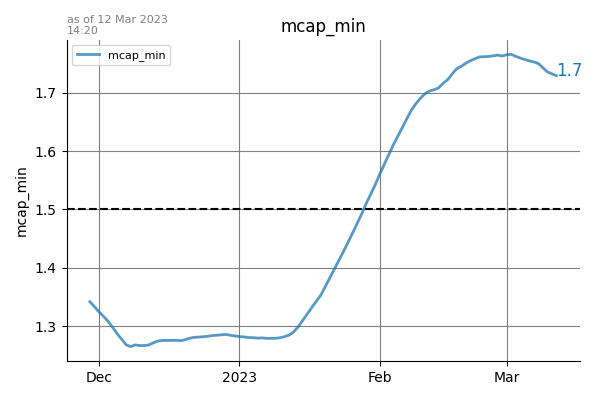 as of 12 Mar 2023
14:20
mcap_min
mcap_min
1.7
1.7
1.6
1.5
1.4
1.3
mcap_min
Dec
2023
Feb
Mar